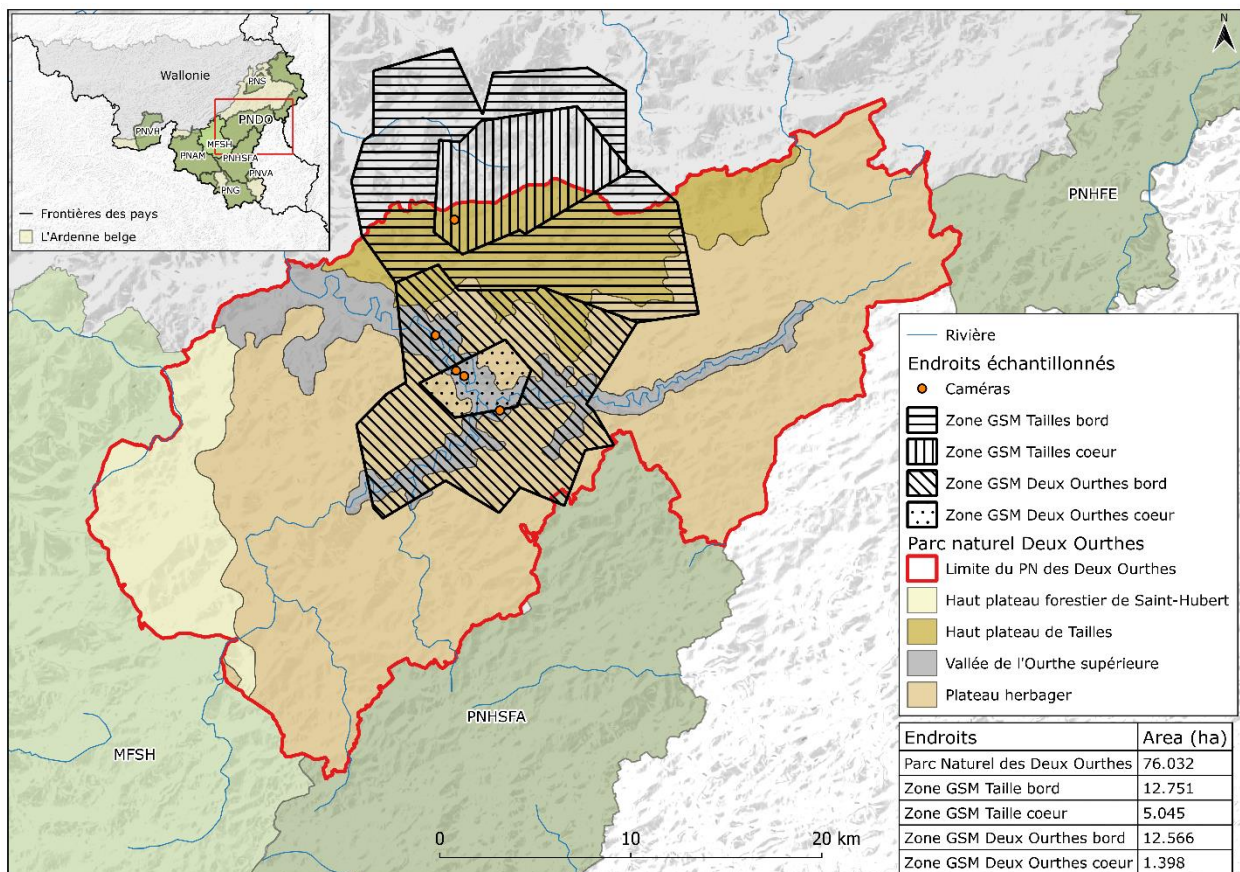 Wallonie
PNS
PNDO
PNVH
MFSH
PNAM
PNHSFA
PNVA
PNG
Frontières des pays
L'Ardenne belge
N
PNHFE
MFSH
PNHSFA
Rivière
Endroits échantillonnés
Caméras
Zone GSM Tailles bord
Zone GSM Tailles coeur
Zone GSM Deux Ourthes bord
Zone GSM Deux Ourthes coeur
Parc naturel Deux Ourthes
Limite du PN des Deux Ourthes
Haut plateau forestier de Saint-Hubert
Haut plateau de Tailles
Vallée de l'Ourthe supérieure
Plateau herbager
0 10 20 km
Endroits Area (ha)
Parc Naturel des Deux Ourthes 76.032
Zone GSM Taille bord 12.751
Zone GSM Taille coeur 5.045
Zone GSM Deux Ourthes bord 12.566
Zone GSM Deux Ourthes coeur 1.398